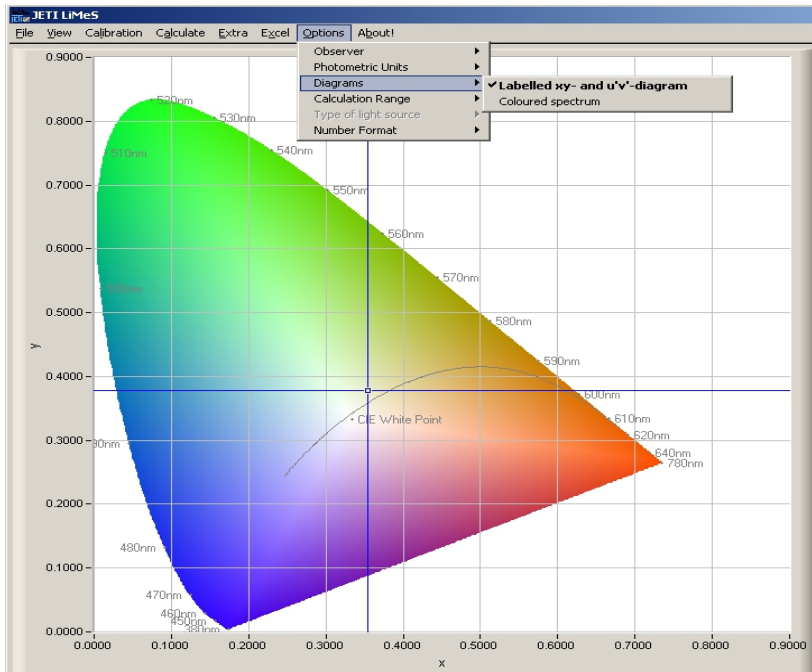 JETI LiMeS
File View Calibration Calculate Extra Excel Options About!
Observer
Photometric Units
Diagrams
Calculation Range
Type of light source
Number Format
Labelled xy- and u'v'-diagram
Coloured spectrum
0.9000
0.8000
0.7000
0.6000
0.5000
0.4000
0.3000
0.2000
0.1000
0.0000
y
520nm
530nm
510nm
540nm
550nm
560nm
570nm
580nm
590nm
600nm
CIE White Point
610nm
620nm
640nm
780nm
480nm
470nm
460nm
450nm
380nm
0.0000 0.1000 0.2000 0.3000 0.4000 0.5000 0.6000 0.7000 0.8000 0.9000
x